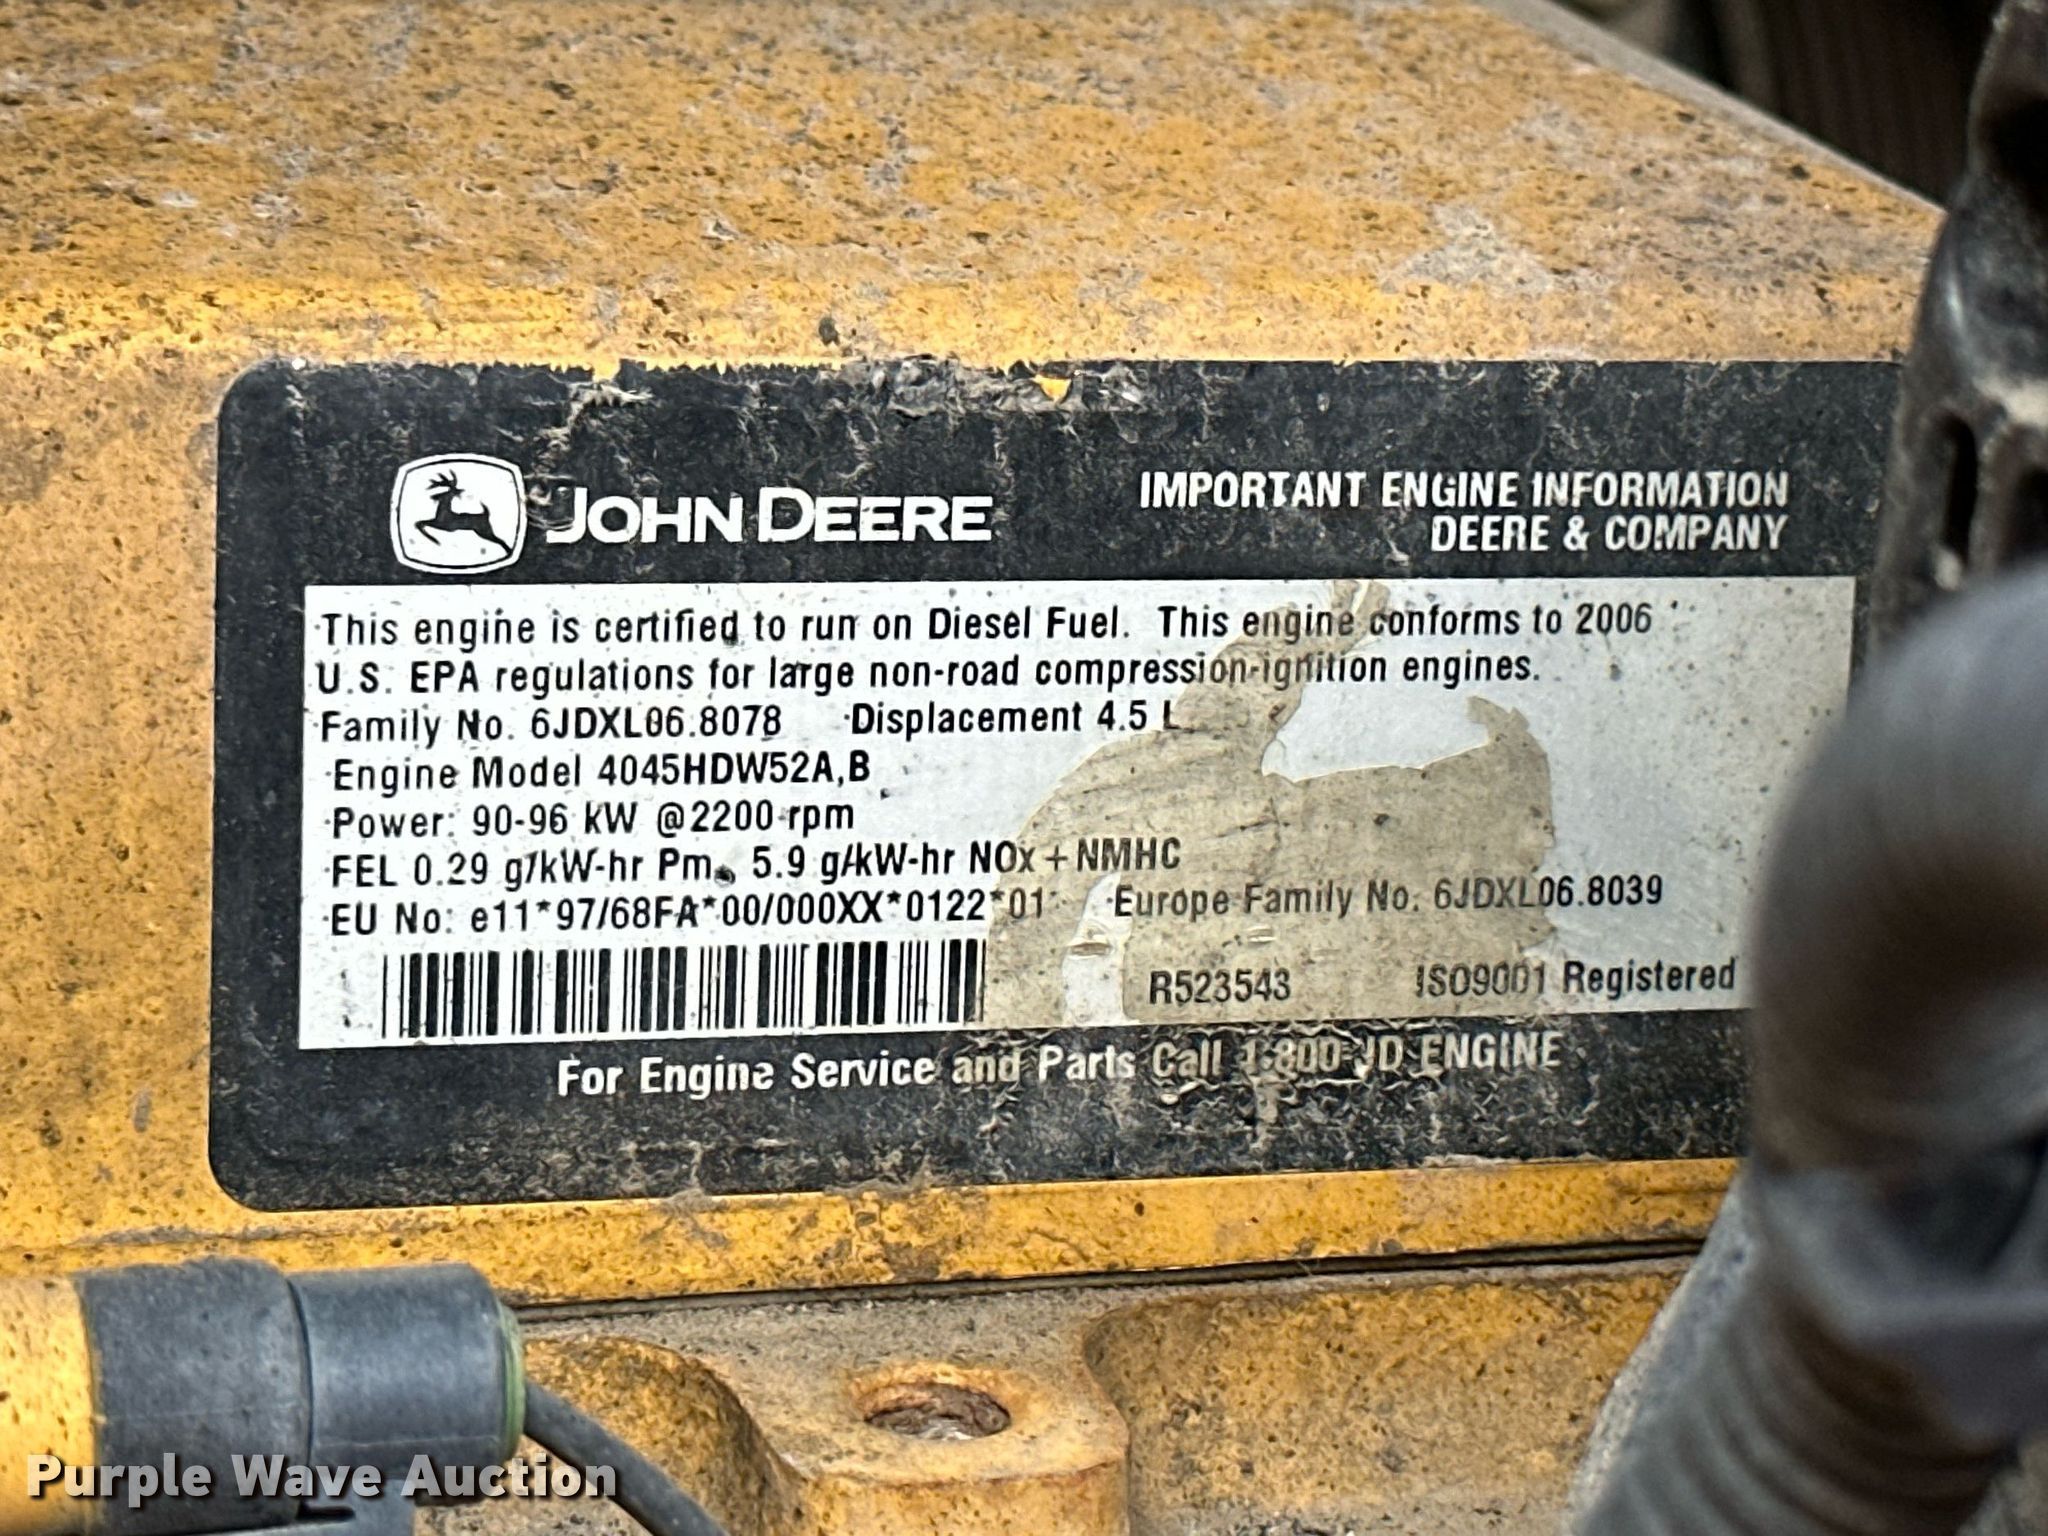 JOHN DEERE
IMPORTANT ENGINE INFORMATION
DEERE & COMPANY
This engine is certified to run on Diesel Fuel. This engine conforms to 2006
U.S. EPA regulations for large non-road compression-ignition engines.
Family No. 6JDXL06.8078 Displacement 4.5 L
Engine Model 4045HDW52A,B
Power: 90-96 kW @2200 rpm
FEL 0.29 g/kW-hr Pm, 5.9 g/kW-hr NOx + NMHC
EU No: e11*97/68FA*00/000XX*0122*01 Europe Family No. 6JDXL06.8039
R523543 ISO9001 Registered
For Engine Service and Parts Call 1-800-JD-ENGINE
Purple Wave Auction